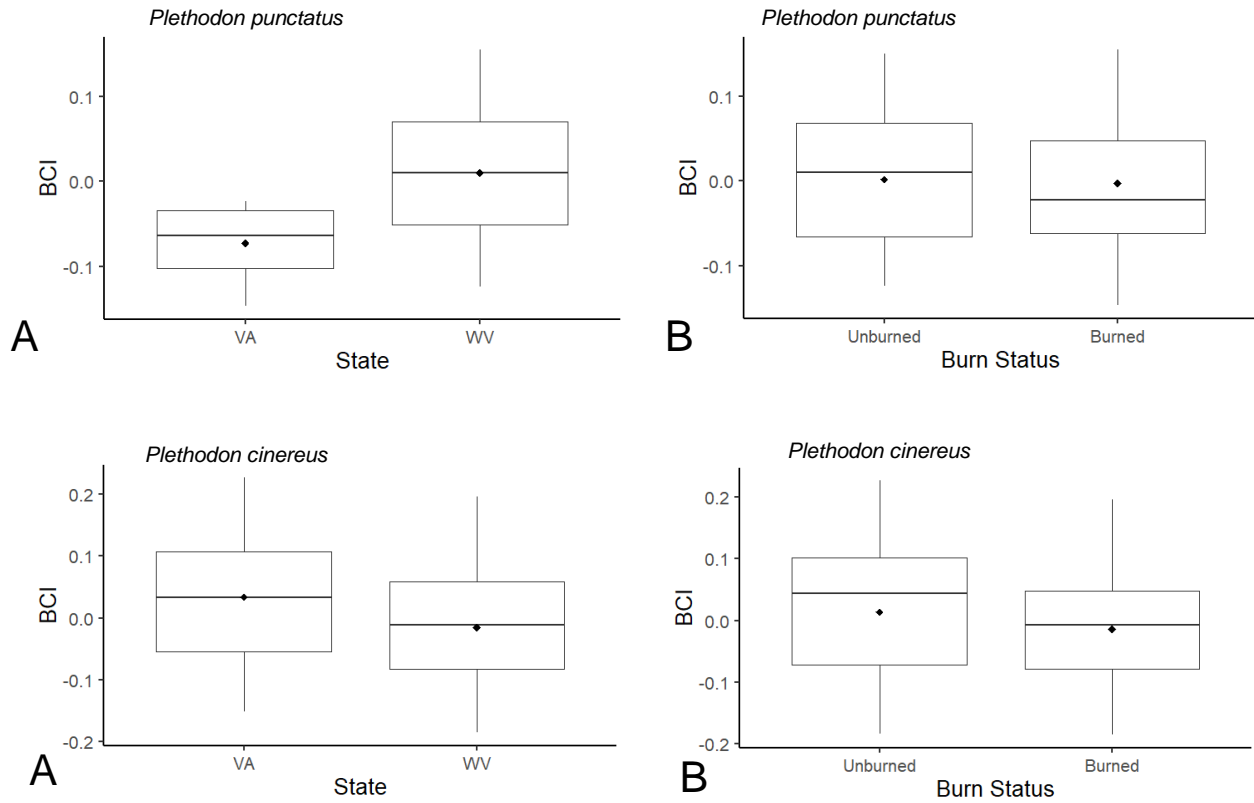 Plethodon punctatus
BCI
0.1
0.0
-0.1
VA
WV
State
A
Plethodon punctatus
BCI
0.1
0.0
-0.1
Unburned
Burned
Burn Status
B
Plethodon cinereus
BCI
0.2
0.1
0.0
-0.1
-0.2
VA
WV
State
A
Plethodon cinereus
BCI
0.2
0.1
0.0
-0.1
-0.2
Unburned
Burned
Burn Status
B